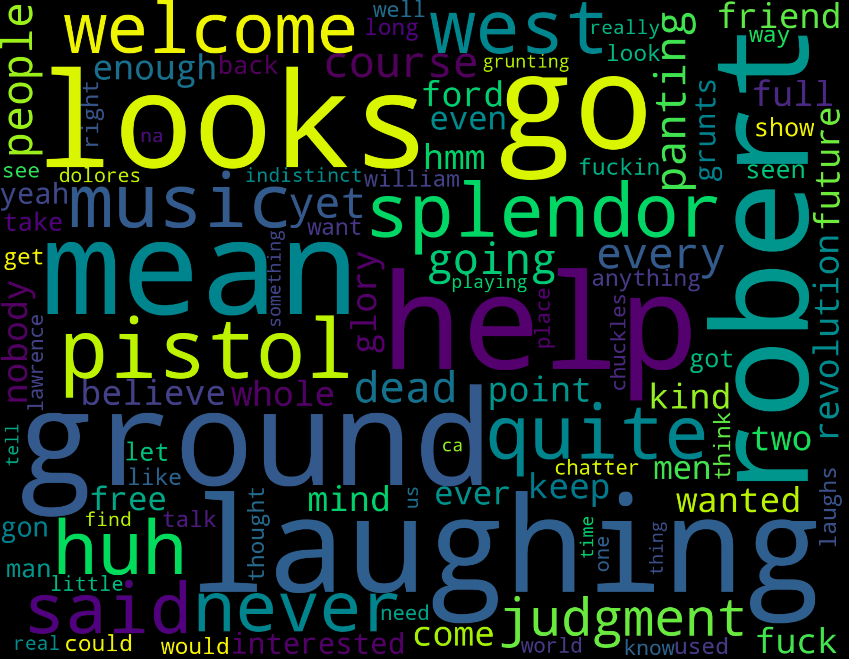 people
welcome
well
long
west
really
look
friend
way
enough
back
course
grunting
right
looks
go
panting
grunts
full
show
na
ford
even
hmm
robert
see
dolores
indistinct
william
fuckin
seen
future
yeah
take
music
yet
want
splendor
get
mean
something
going
every
anything
playing
glory
help
place
chuckles
revolution
nobody
lawrence
pistol
got
believe
whole
dead
point
kind
tell
ground
quite
two
let
ca
think
like
chatter
men
free
mind
us
ever
keep
wanted
laughs
find
talk
gon
huh
thought
laughing
time
one
thing
man
little
said
never
need
judgment
come
fuck
real
could
would
interested
world
know
used